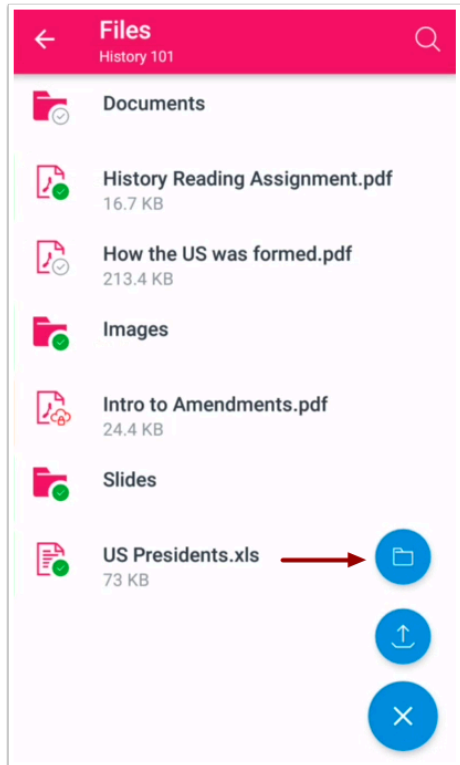 Files
History 101
Documents
History Reading Assignment.pdf
16.7 KB
How the US was formed.pdf
213.4 KB
Images
Intro to Amendments.pdf
24.4 KB
Slides
US Presidents.xls
73 KB